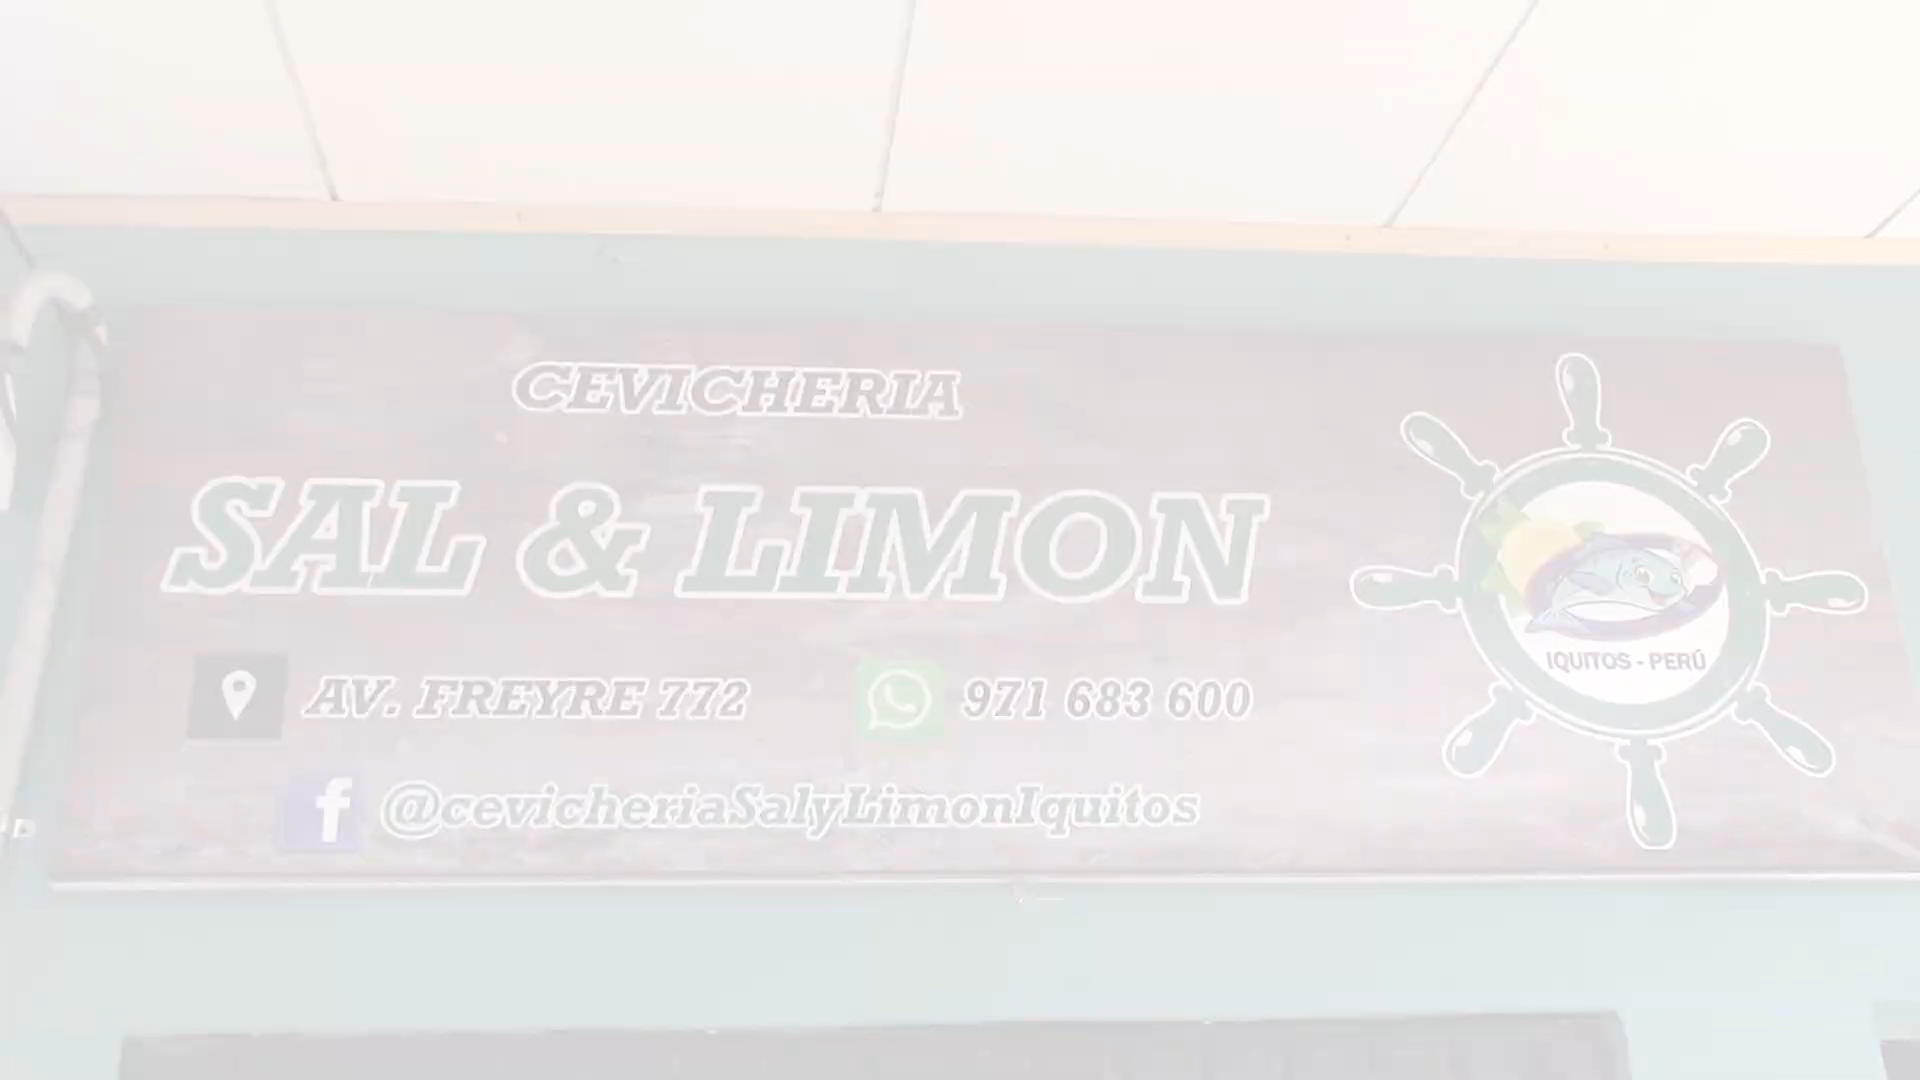 CEVICHERIA
SAL & LIMON
AV. FREYRE 772
971 683 600
@cevicheriaSalyLimonIquitos
IQUITOS - PERÚ